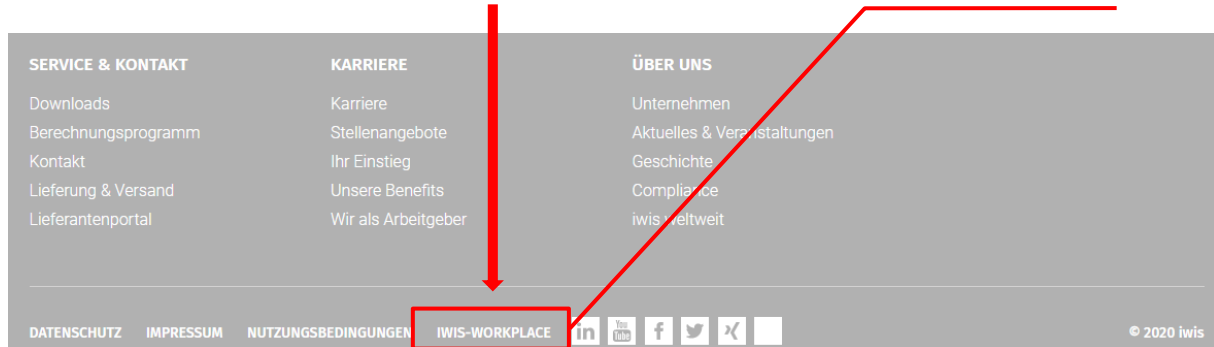 SERVICE & KONTAKT
Downloads
Berechnungsprogramm
Kontakt
Lieferung & Versand
Lieferantenportal
KARRIERE
Karriere
Stellenangebote
Ihr Einstieg
Unsere Benefits
Wir als Arbeitgeber
ÜBER UNS
Unternehmen
Aktuelles & Veranstaltungen
Geschichte
Compliance
iwis weltweit
DATENSCHUTZ IMPRESSUM NUTZUNGSBEDINGUNGEN IWIS-WORKPLACE in You Tube f © 2020 iwis